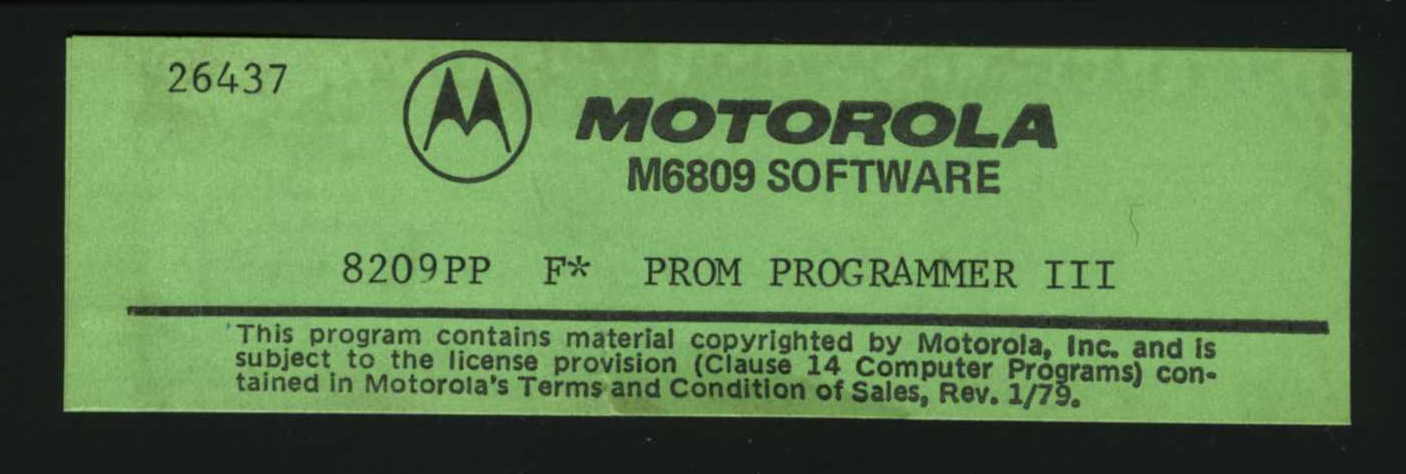 26437
MOTOROLA
M6809 SOFTWARE
8209PP F* PROM PROGRAMMER III
This program contains material copyrighted by Motorola, Inc. and is
subject to the license provision (Clause 14 Computer Programs) con-
tained in Motorola's Terms and Condition of Sales, Rev. 1/79.